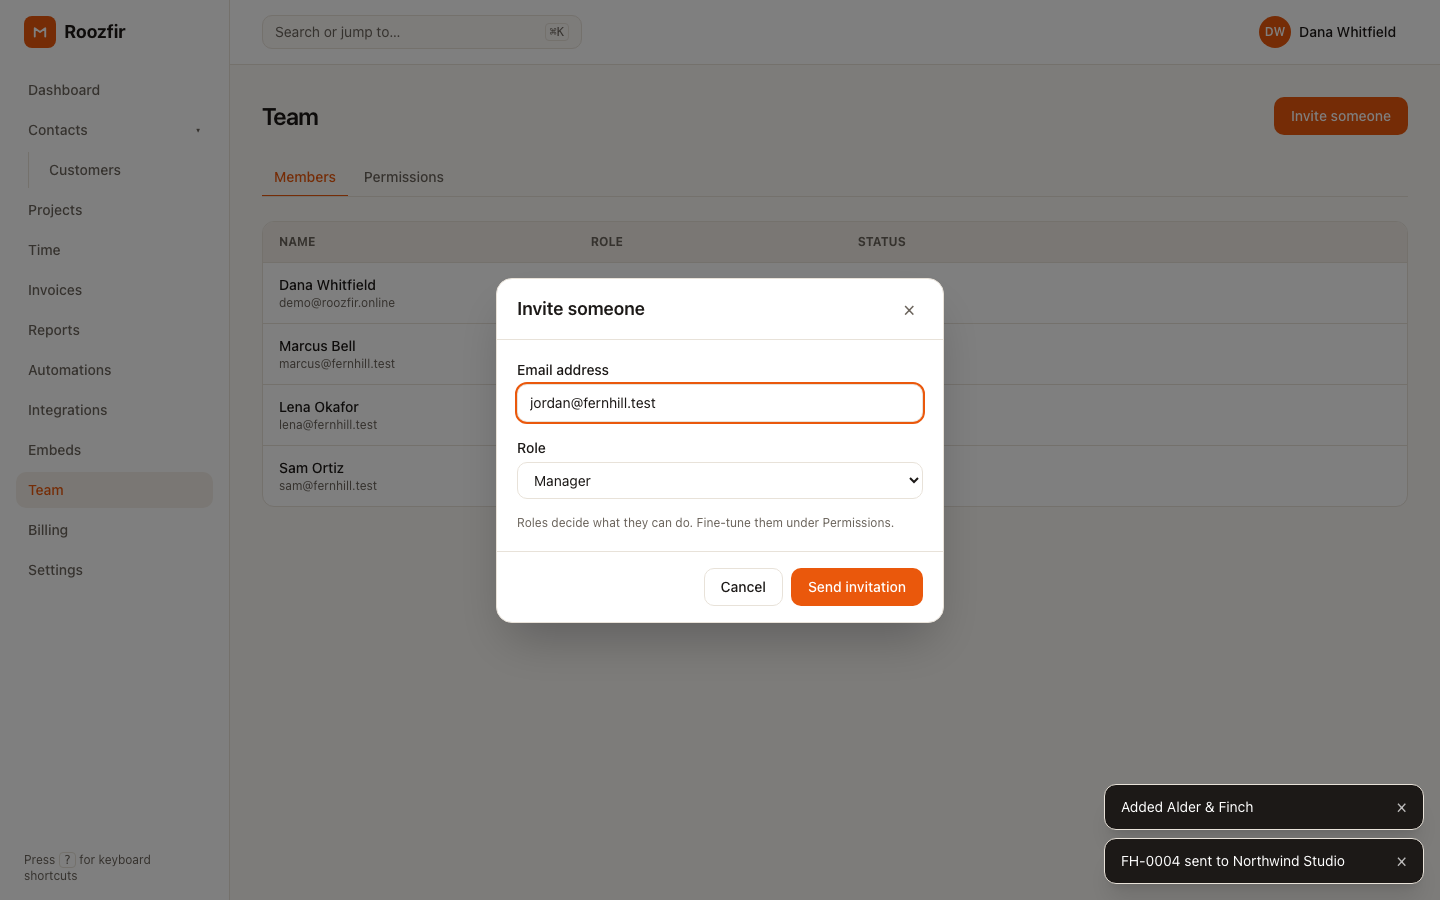 Roozfir
Search or jump to...
⌘K
DW
Dana Whitfield
Dashboard
Contacts
Customers
Projects
Time
Invoices
Reports
Automations
Integrations
Embeds
Team
Billing
Settings
Press ? for keyboard
shortcuts
Team
Invite someone
Members
Permissions
NAME
ROLE
STATUS
Dana Whitfield
demo@roozfir.online
Marcus Bell
marcus@fernhill.test
Lena Okafor
lena@fernhill.test
Sam Ortiz
sam@fernhill.test
Invite someone
Email address
jordan@fernhill.test
Role
Manager
Roles decide what they can do. Fine-tune them under Permissions.
Cancel
Send invitation
Added Alder & Finch
FH-0004 sent to Northwind Studio